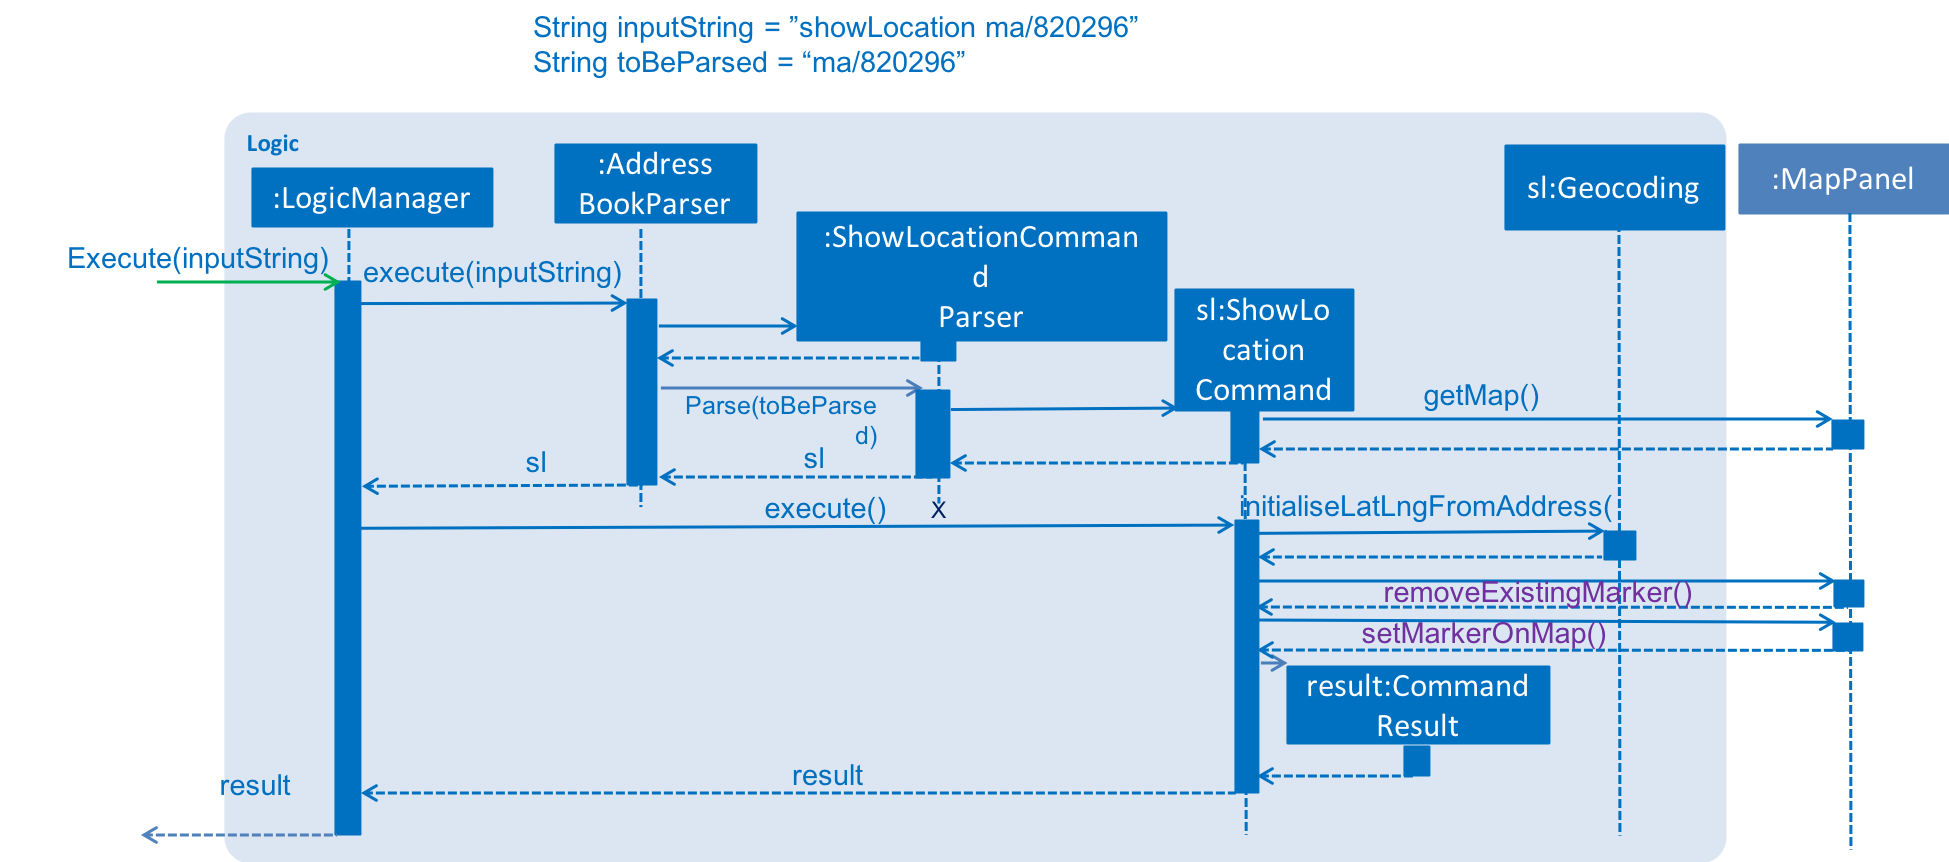 String inputString = ”showLocation ma/820296”
String toBeParsed = “ma/820296”
Logic
:LogicManager
:Address
BookParser
:ShowLocationComman
d
Parser
sl:ShowLo
cation
Command
sl:Geocoding
:MapPanel
Execute(inputString)
execute(inputString)
Parse(toBeParse
d)
getMap()
sl
sl
x
execute()
initialiseLatLngFromAddress(
removeExistingMarker()
setMarkerOnMap()
result:Command
Result
result
result